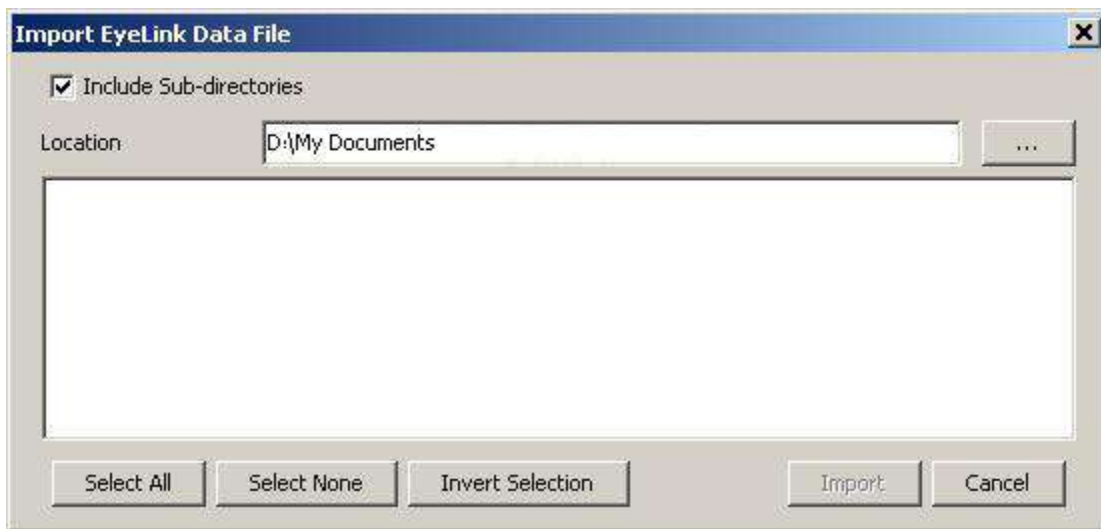 Import EyeLink Data File
Include Sub-directories
Location D:\My Documents ...
Select All Select None Invert Selection Import Cancel